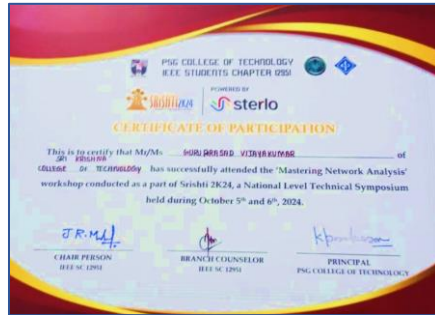 PSG COLLEGE OF TECHNOLOGY
IEEE STUDENTS CHAPTER 12951
SRISHTI2K24
POWERED BY
sterlo
CERTIFICATE OF PARTICIPATION
This is to certify that Mr/Ms GURU PRASAD VIJAYAKUMAR of
SRI KRISHNA
COLLEGE OF TECHNOLOGY has successfully attended the 'Mastering Network Analysis'
workshop conducted as a part of Srishti 2K24, a National Level Technical Symposium
held during October 5th and 6th, 2024.
CHAIR PERSON
IEEE SC 12951
BRANCH COUNSELOR
IEEE SC 12951
PRINCIPAL
PSG COLLEGE OF TECHNOLOGY